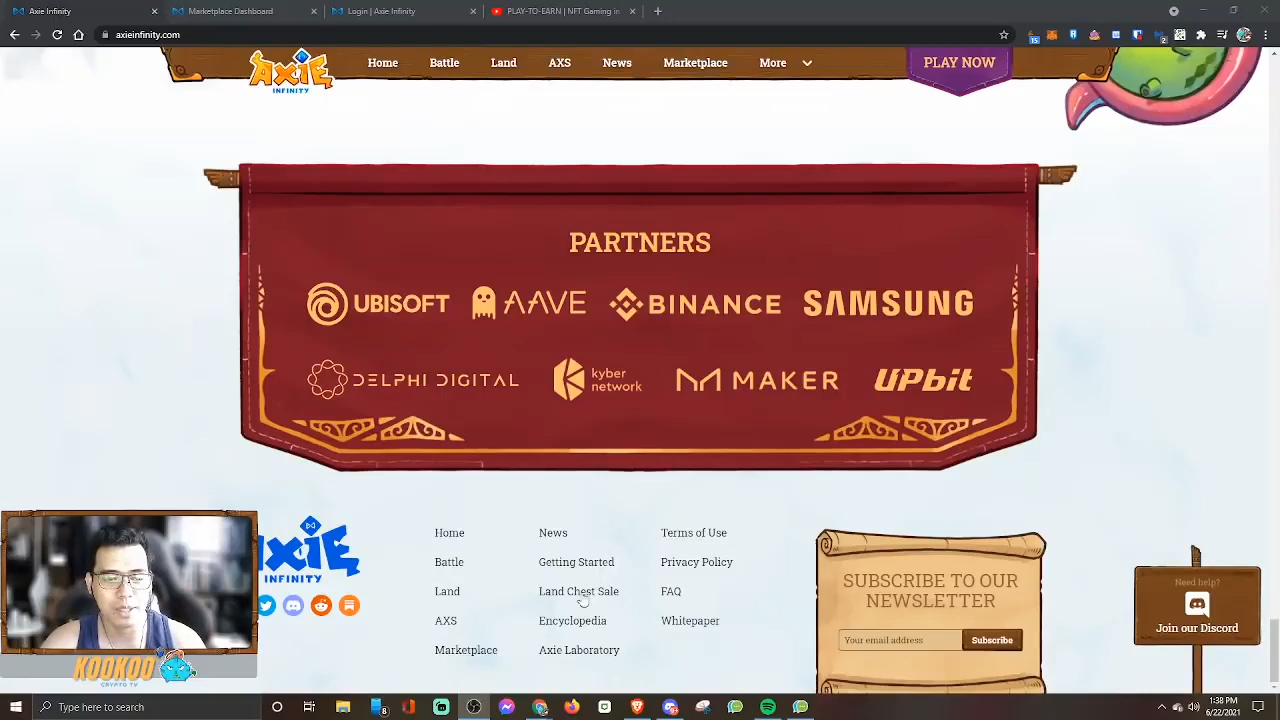 Axie Infinity
Marketplace Dashboard
Login | Axie Infinity
PLAY-TO-EARN | NFT Gaming in
axieinfinity.com
AXIE
INFINITY
Home
Battle
Land
AXS
News
Marketplace
More
PLAY NOW
PARTNERS
UBISOFT
AAVE
BINANCE
SAMSUNG
DELPHI DIGITAL
kyber
network
MAKER
UPbit
AXIE
INFINITY
Home
Battle
Land
AXS
Marketplace
News
Getting Started
Land Chest Sale
Encyclopedia
Axie Laboratory
Terms of Use
Privacy Policy
FAQ
Whitepaper
SUBSCRIBE TO OUR
NEWSLETTER
Your email address
Subscribe
Need help?
Join our Discord
KOOKOO
CRYPTO TV
Type here to search
1:38 PM
6/22/2021